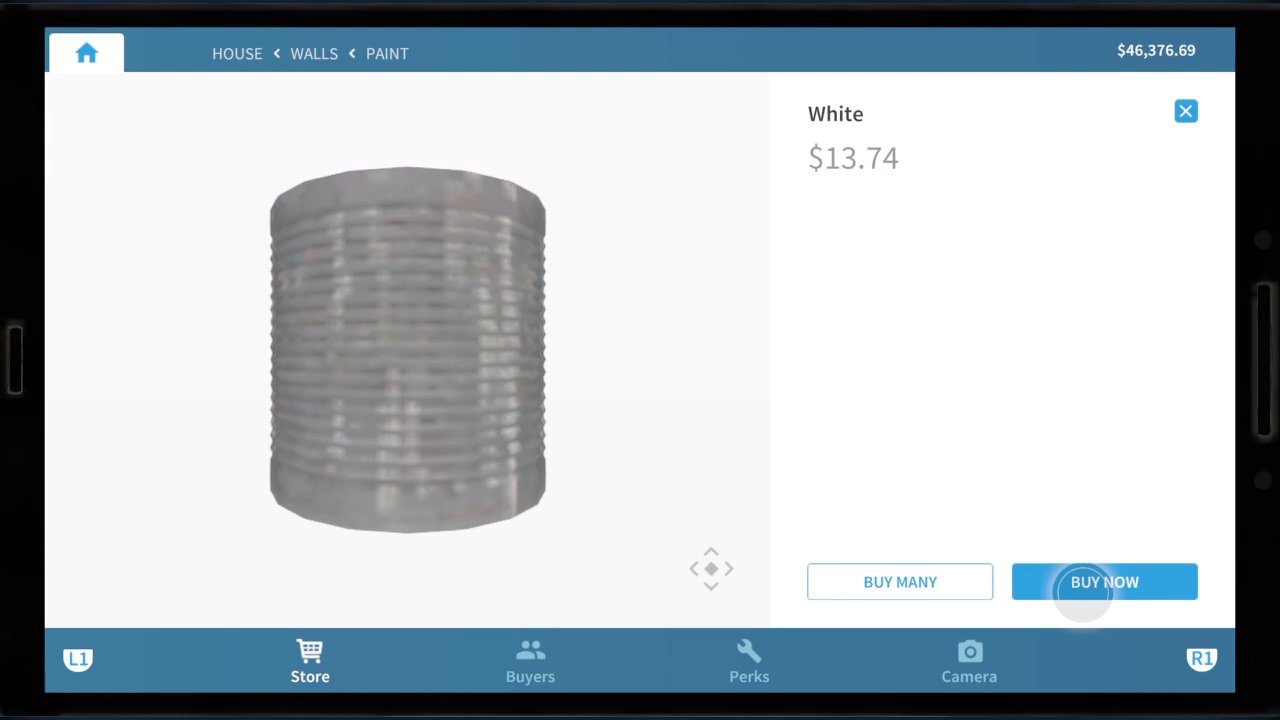 HOUSE < WALLS < PAINT
$46,376.69
White
$13.74
BUY MANY
BUY NOW
L1
Store
Buyers
Perks
Camera
R1